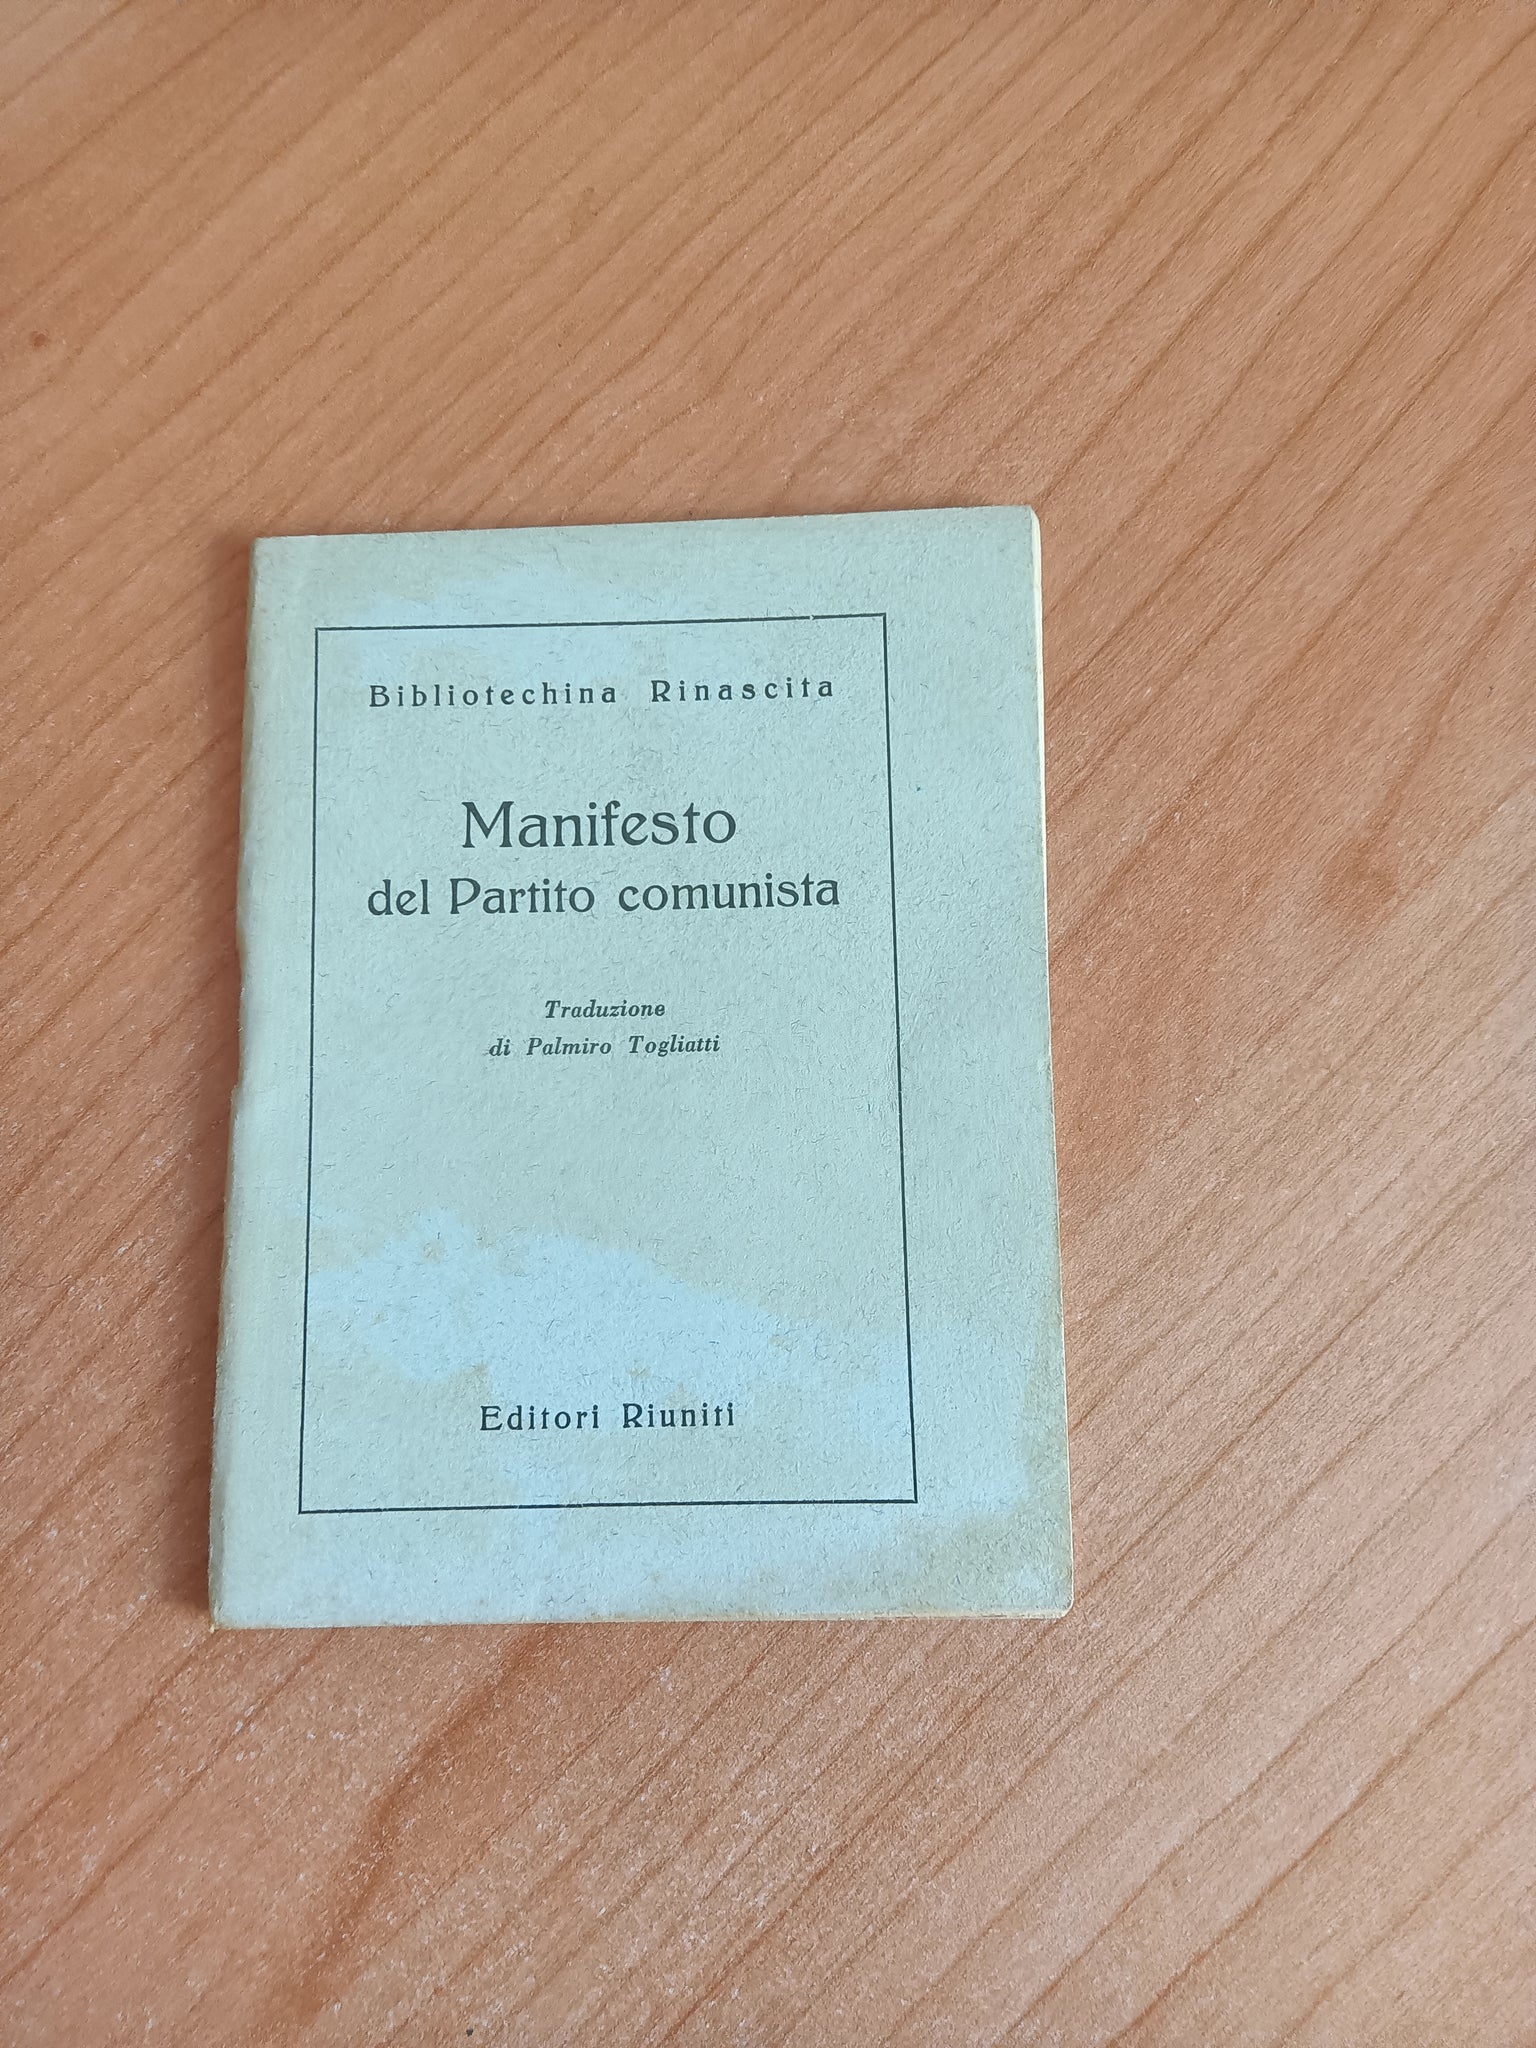 Bibliotechina Rinascita
Manifesto
del Partito comunista
Traduzione
di Palmiro Togliatti
Editori Riuniti